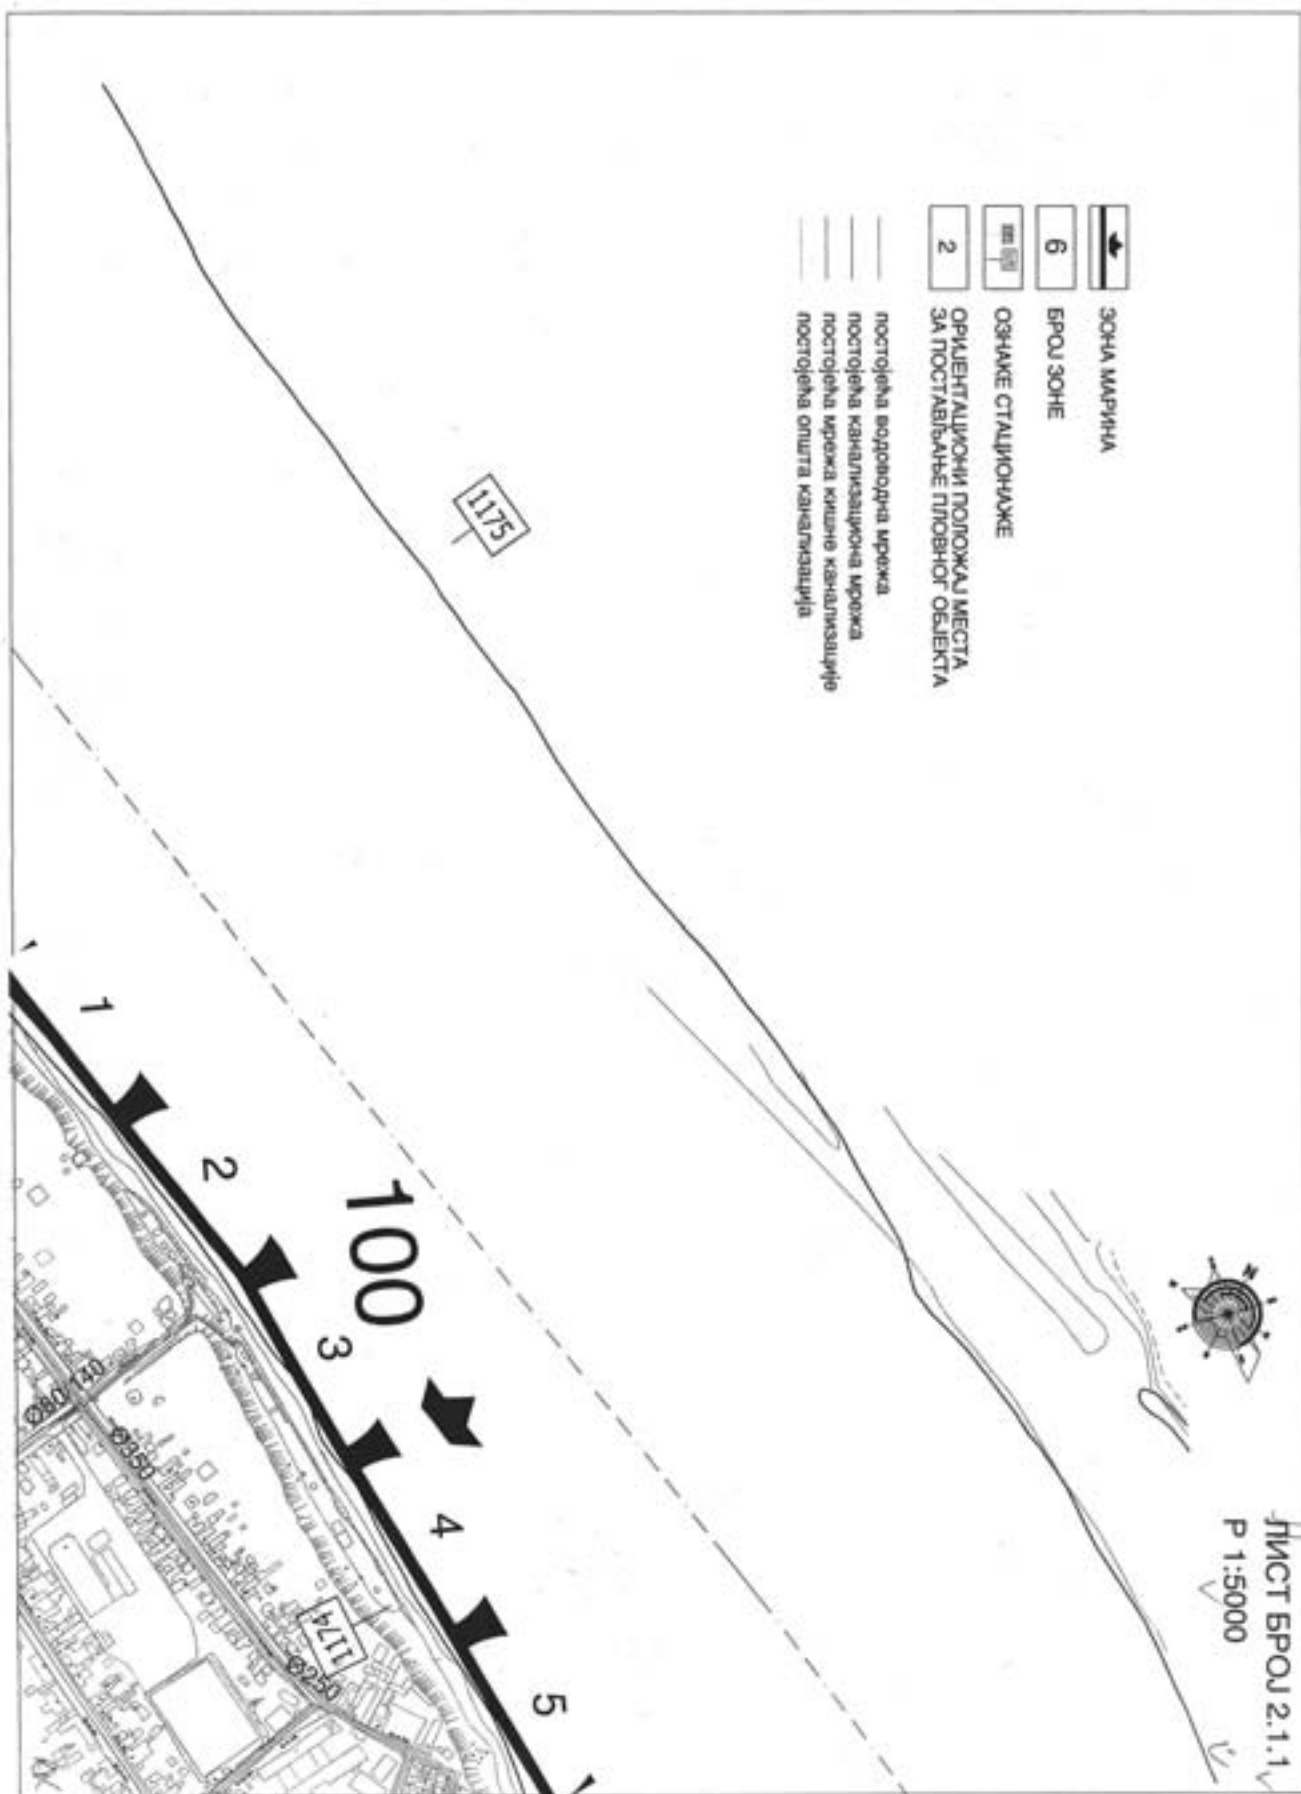 ЛИСТ БРОЈ 2.1.1
Р 1:5000
N
ЗОНА МАРИНА
6
БРОЈ ЗОНЕ
ОЗНАКЕ СТАЦИОНАЖЕ
2
ОРИЈЕНТАЦИОНИ ПОЛОЖАЈ МЕСТА
ЗА ПОСТАВЉАЊЕ ПЛОВНОГ ОБЈЕКТА
постојећа водоводна мрежа
постојећа канализациона мрежа
постојећа мрежа кишне канализације
постојећа општа канализација
1175
100
1
2
3
4
5
1174
Ø80/140
Ø350
Ø250